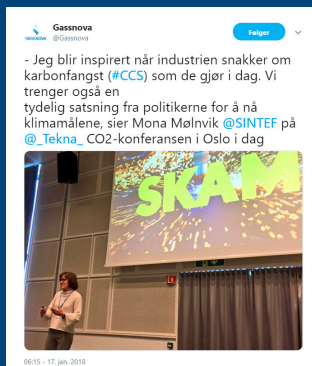 Gassnova
@Gassnova
Følger
GASSNOVA
- Jeg blir inspirert når industrien snakker om
karbonfangst (#CCS) som de gjør i dag. Vi
trenger også en
tydelig satsning fra politikerne for å nå
klimamålene, sier Mona Mølnvik @SINTEF på
@_Tekna_ CO2-konferansen i Oslo i dag
SKAM
06:15 - 17. jan. 2018